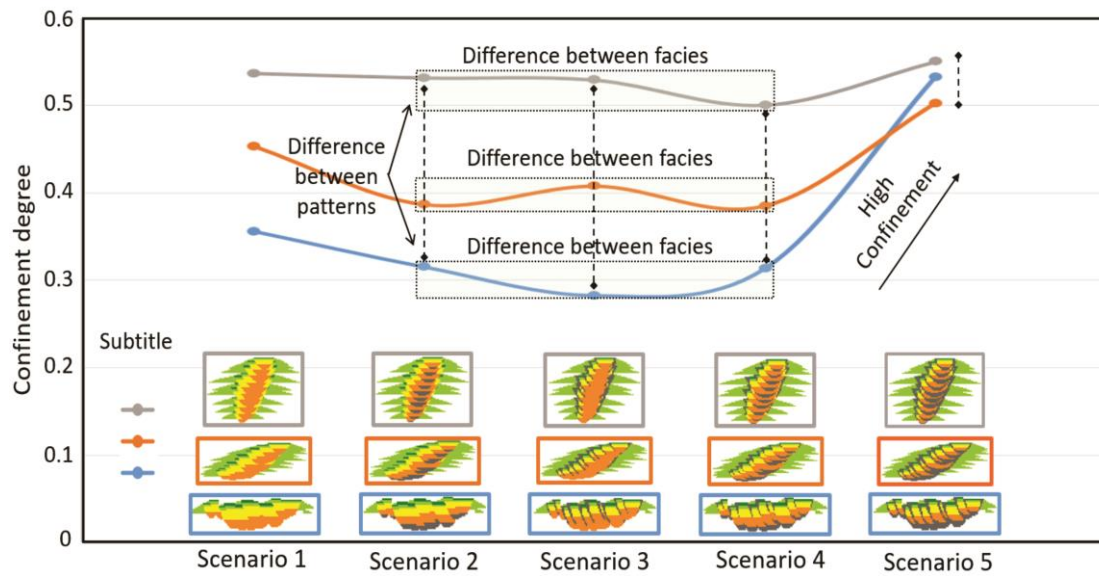 0.6
0.5
0.4
0.3
0.2
0.1
0
Confinement degree
Difference between facies
Difference
between
patterns
Difference between facies
Difference between facies
High
Confinement
Subtitle
Scenario 1
Scenario 2
Scenario 3
Scenario 4
Scenario 5